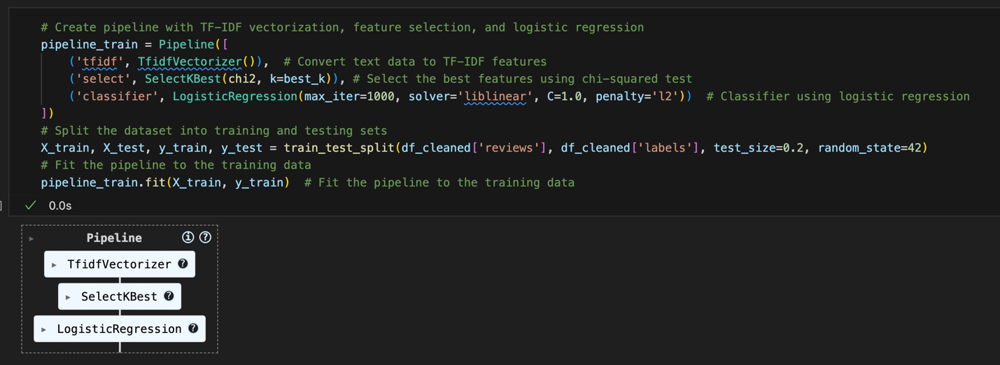 # Create pipeline with TF-IDF vectorization, feature selection, and logistic regression
pipeline_train = Pipeline([
    ('tfidf', TfidfVectorizer()),  # Convert text data to TF-IDF features
    ('select', SelectKBest(chi2, k=best_k)), # Select the best features using chi-squared test
    ('classifier', LogisticRegression(max_iter=1000, solver='liblinear', C=1.0, penalty='l2'))  # Classifier using logistic regression
])
# Split the dataset into training and testing sets
X_train, X_test, y_train, y_test = train_test_split(df_cleaned['reviews'], df_cleaned['labels'], test_size=0.2, random_state=42)
# Fit the pipeline to the training data
pipeline_train.fit(X_train, y_train)  # Fit the pipeline to the training data
] ✓ 0.0s
▸ Pipeline i ?
▸ TfidfVectorizer ?
▸ SelectKBest ?
▸ LogisticRegression ?